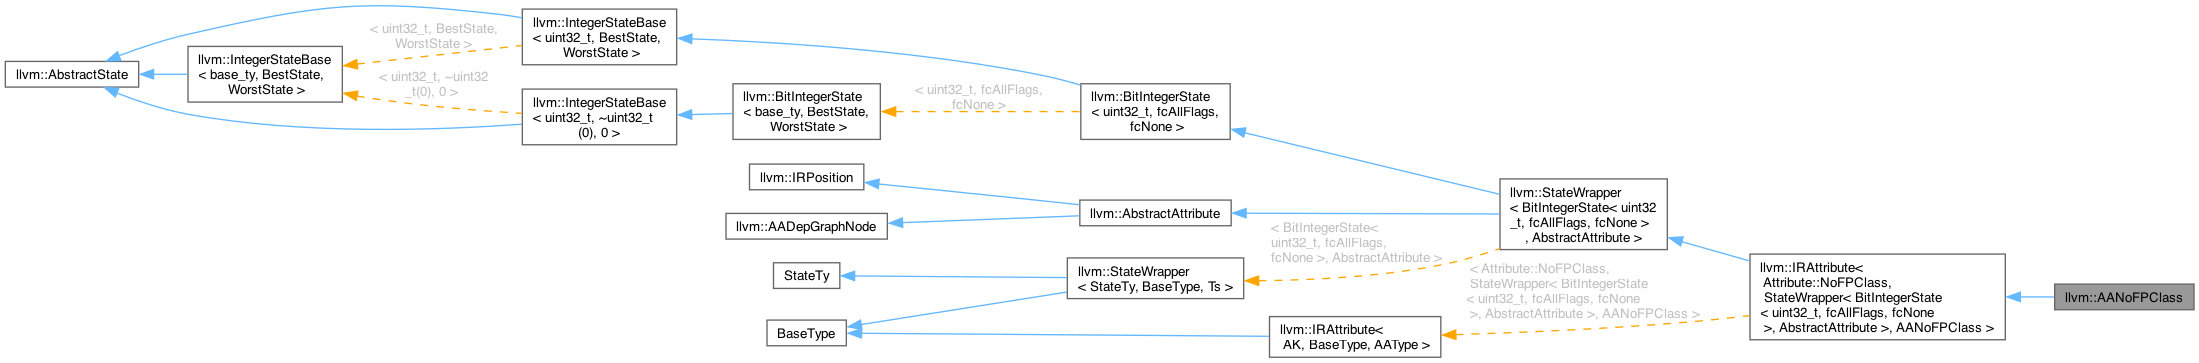 llvm::AbstractState
llvm::IntegerStateBase
< base_ty, BestState,
WorstState >
< uint32_t, BestState,
WorstState >
< uint32_t, ~uint32
_t(0), 0 >
llvm::IntegerStateBase
< uint32_t, BestState,
WorstState >
llvm::IntegerStateBase
< uint32_t, ~uint32_t
(0), 0 >
llvm::BitIntegerState
< base_ty, BestState,
WorstState >
< uint32_t, fcAllFlags,
fcNone >
llvm::BitIntegerState
< uint32_t, fcAllFlags,
fcNone >
llvm::IRPosition
llvm::AADepGraphNode
llvm::AbstractAttribute
StateTy
BaseType
llvm::StateWrapper
< StateTy, BaseType, Ts >
< BitIntegerState<
uint32_t, fcAllFlags,
fcNone >, AbstractAttribute >
llvm::StateWrapper
< BitIntegerState< uint32
_t, fcAllFlags, fcNone >
, AbstractAttribute >
llvm::IRAttribute<
AK, BaseType, AAType >
< Attribute::NoFPClass,
StateWrapper< BitIntegerState
< uint32_t, fcAllFlags, fcNone
>, AbstractAttribute >, AANoFPClass >
llvm::IRAttribute<
Attribute::NoFPClass,
StateWrapper< BitIntegerState
< uint32_t, fcAllFlags, fcNone
>, AbstractAttribute >, AANoFPClass >
llvm::AANoFPClass